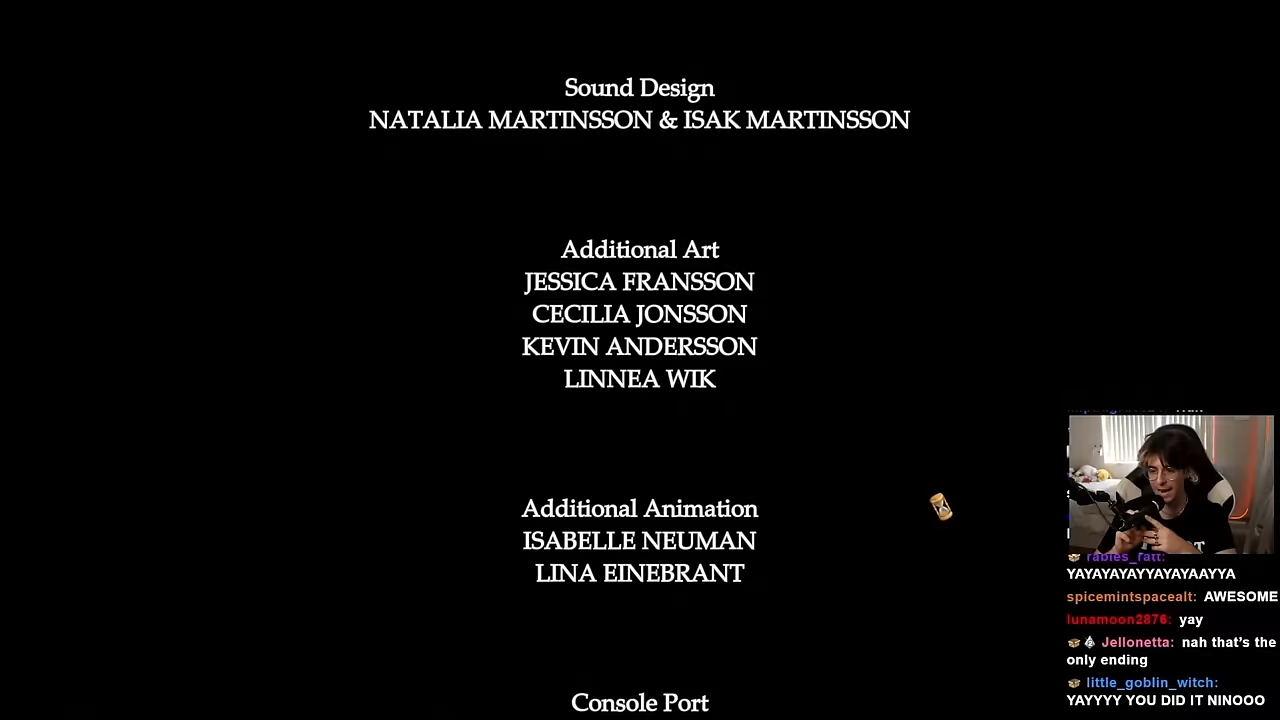 Sound Design
NATALIA MARTINSSON & ISAK MARTINSSON
Additional Art
JESSICA FRANSSON
CECILIA JONSSON
KEVIN ANDERSSON
LINNEA WIK
Additional Animation
ISABELLE NEUMAN
LINA EINEBRANT
Console Port
rabies_ratt:
YAYAYAYAYYAYAYAAYYA
spicemintspacealt: AWESOME
lunamoon2876: yay
Jellonetta: nah that's the
only ending
little_goblin_witch:
YAYYYY YOU DID IT NINOOO